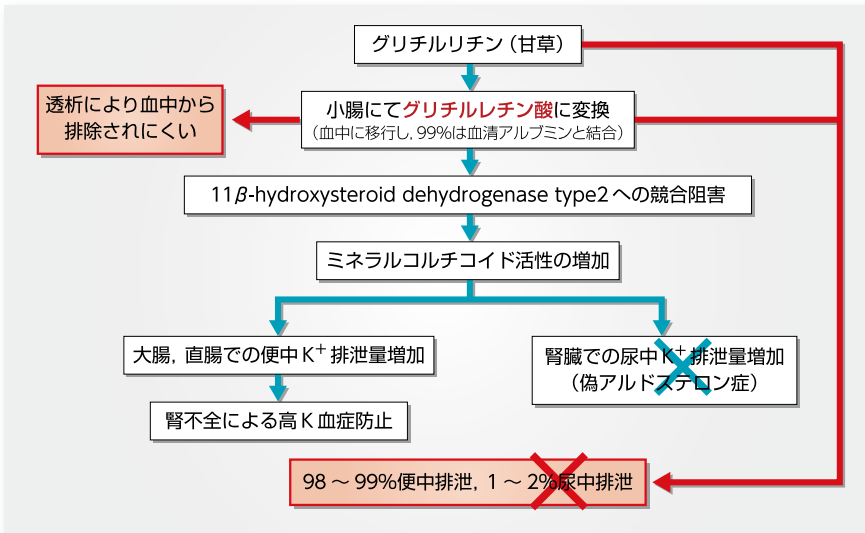 グリチルリチン（甘草）
透析により血中から
排除されにくい
小腸にてグリチルレチン酸に変換
（血中に移行し，99%は血清アルブミンと結合）
11β-hydroxysteroid dehydrogenase type2への競合阻害
ミネラルコルチコイド活性の増加
大腸，直腸での便中K⁺排泄量増加
腎臓での尿中K⁺排泄量増加
（偽アルドステロン症）
腎不全による高K血症防止
98～99%便中排泄，1～2%尿中排泄